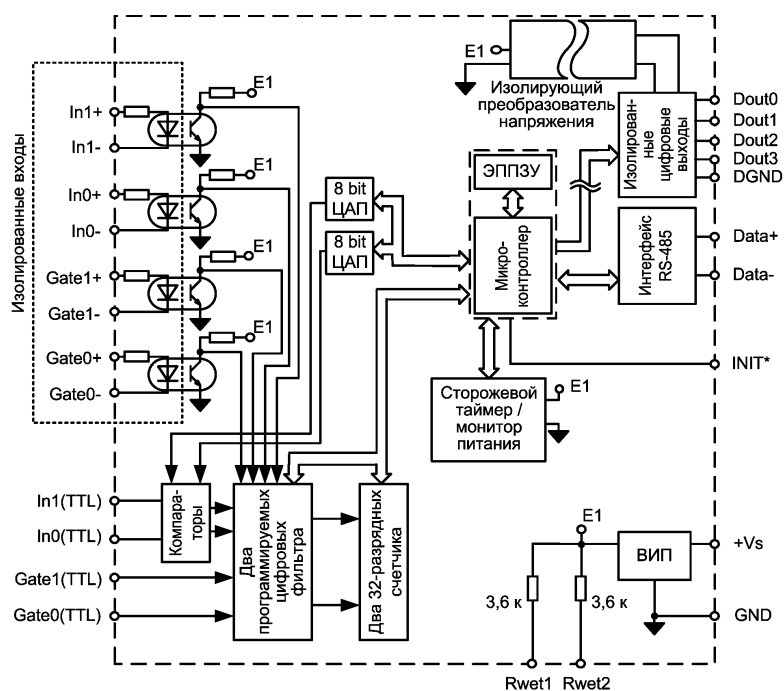 E1
Изолирующий
преобразователь
напряжения
Изолированные входы
In1+
In1-
E1
In0+
In0-
E1
Gate1+
Gate1-
E1
Gate0+
Gate0-
E1
8 bit
ЦАП
8 bit
ЦАП
ЭППЗУ
Микро-
контроллер
Изолирован-
ные
цифровые
выходы
Dout0
Dout1
Dout2
Dout3
DGND
Интерфейс
RS-485
Data+
Data-
INIT*
Сторожевой
таймер /
монитор
питания
E1
In1(TTL)
In0(TTL)
Gate1(TTL)
Gate0(TTL)
Компара-
торы
Два
программируемых
цифровых
фильтра
Два 32-разрядных
счетчика
E1
3,6 к
3,6 к
ВИП
+Vs
GND
Rwet1
Rwet2